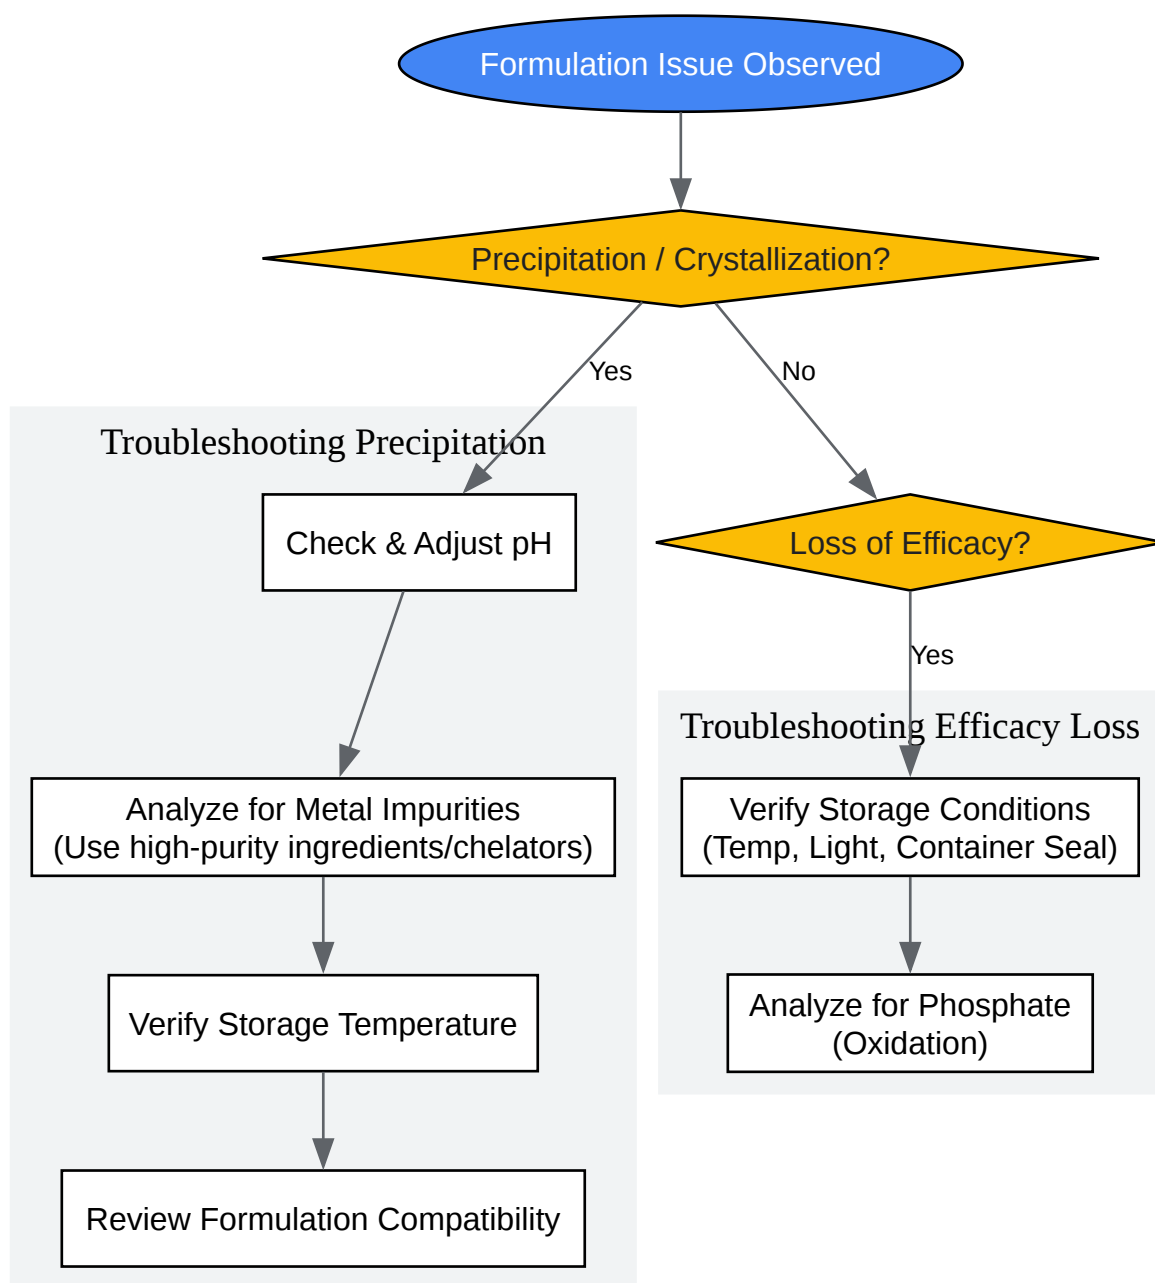 Formulation Issue Observed
Precipitation / Crystallization?
Yes
No
Troubleshooting Precipitation
Check & Adjust pH
Analyze for Metal Impurities
(Use high-purity ingredients/chelators)
Verify Storage Temperature
Review Formulation Compatibility
Loss of Efficacy?
Yes
Troubleshooting Efficacy Loss
Verify Storage Conditions
(Temp, Light, Container Seal)
Analyze for Phosphate
(Oxidation)